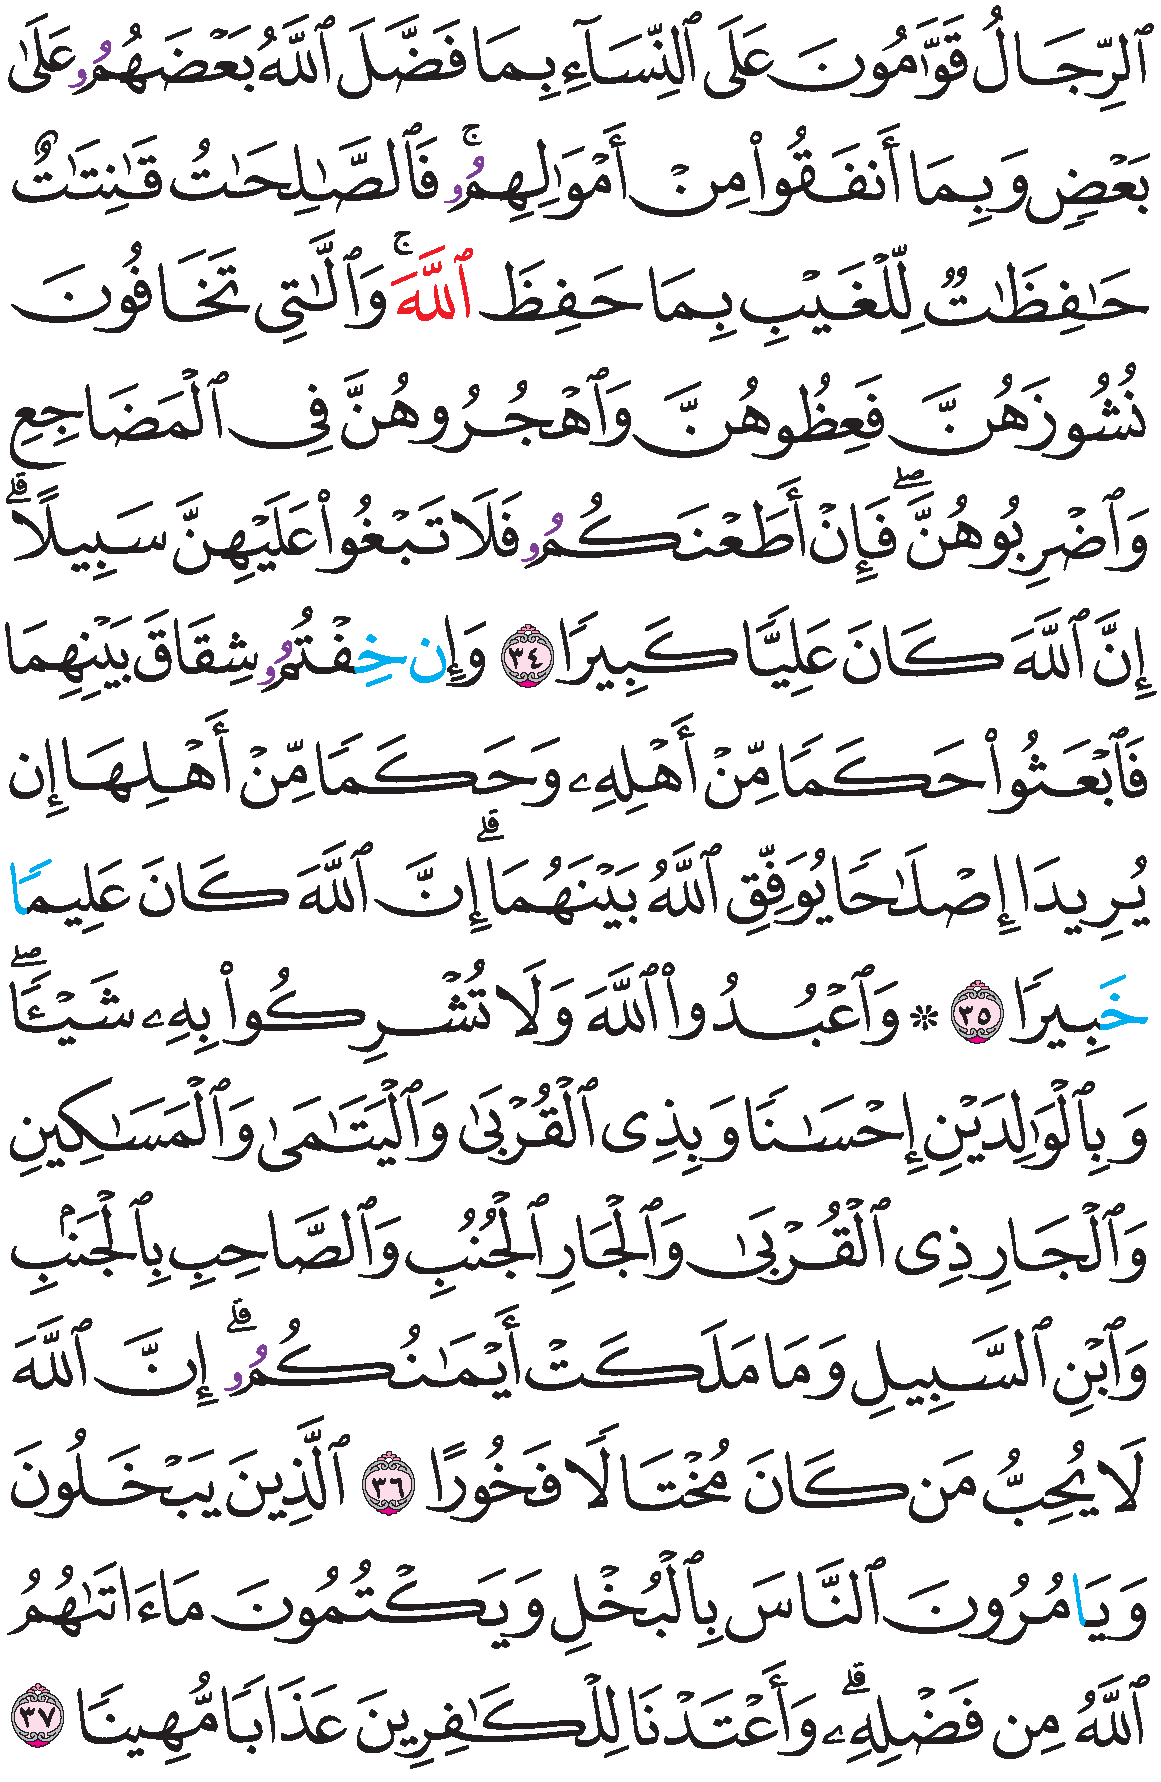 ٱلرِّجَالُ قَوَّٰمُونَ عَلَى ٱلنِّسَآءِ بِمَا فَضَّلَ ٱللَّهُ بَعْضَهُمُۥ عَلَىٰ
بَعْضٍ وَبِمَا أَنفَقُوا۟ مِنْ أَمْوَٰلِهِمُۥۚ فَٱلصَّٰلِحَٰتُ قَٰنِتَٰتٌ
حَٰفِظَٰتٌ لِّلْغَيْبِ بِمَا حَفِظَ ٱللَّهَۚ وَٱلَّٰتِى تَخَافُونَ
نُشُوزَهُنَّ فَعِظُوهُنَّ وَٱهْجُرُوهُنَّ فِى ٱلْمَضَاجِعِ
وَٱضْرِبُوهُنَّۖ فَإِنْ أَطَعْنَكُمُۥ فَلَا تَبْغُوا۟ عَلَيْهِنَّ سَبِيلًاۗ
إِنَّ ٱللَّهَ كَانَ عَلِيًّا كَبِيرًا ٣٤ وَإِن خِفْتُمُۥ شِقَاقَ بَيْنِهِمَا
فَٱبْعَثُوا۟ حَكَمًا مِّنْ أَهْلِهِۦ وَحَكَمًا مِّنْ أَهْلِهَا إِن
يُرِيدَا إِصْلَٰحًا يُوَفِّقِ ٱللَّهُ بَيْنَهُمَاۗ إِنَّ ٱللَّهَ كَانَ عَلِيمًا
خَبِيرًا ٣٥ ۞ وَٱعْبُدُوا۟ ٱللَّهَ وَلَا تُشْرِكُوا۟ بِهِۦ شَيْـًٔاۖ
وَبِٱلْوَٰلِدَيْنِ إِحْسَٰنًا وَبِذِى ٱلْقُرْبَىٰ وَٱلْيَتَٰمَىٰ وَٱلْمَسَٰكِينِ
وَٱلْجَارِ ذِى ٱلْقُرْبَىٰ وَٱلْجَارِ ٱلْجُنُبِ وَٱلصَّاحِبِ بِٱلْجَنۢبِ
وَٱبْنِ ٱلسَّبِيلِ وَمَا مَلَكَتْ أَيْمَٰنُكُمُۥۗ إِنَّ ٱللَّهَ
لَا يُحِبُّ مَن كَانَ مُخْتَالًا فَخُورًا ٣٦ ٱلَّذِينَ يَبْخَلُونَ
وَيَامُرُونَ ٱلنَّاسَ بِٱلْبُخْلِ وَيَكْتُمُونَ مَا ءَاتَىٰهُمُ
ٱللَّهُ مِن فَضْلِهِۦۗ وَأَعْتَدْنَا لِلْكَٰفِرِينَ عَذَابًا مُّهِينًا ٣٧